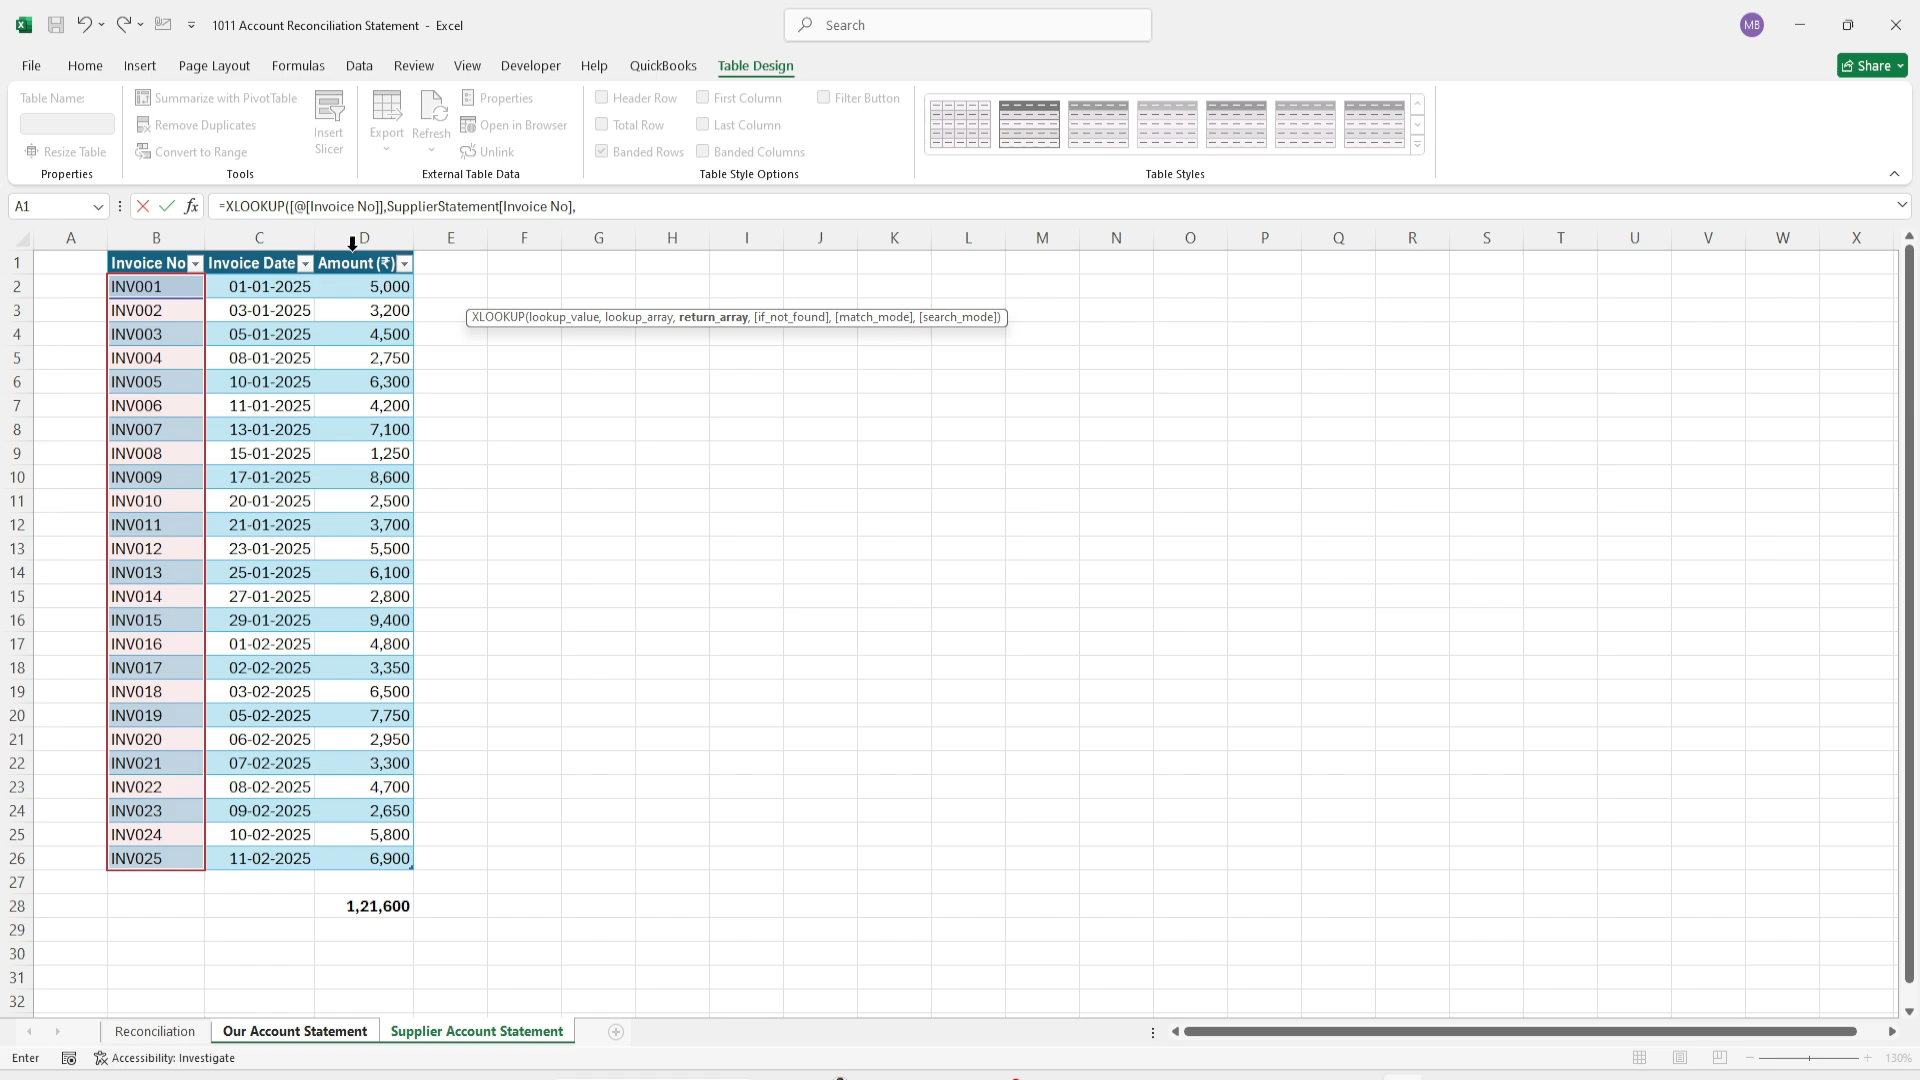 1011 Account Reconciliation Statement - Excel
Search
MB
File Home Insert Page Layout Formulas Data Review View Developer Help QuickBooks Table Design
Share
Table Name:
Resize Table
Properties
Summarize with PivotTable
Remove Duplicates
Convert to Range
Insert Slicer
Tools
Export
Refresh
Properties
Open in Browser
Unlink
External Table Data
Header Row First Column Filter Button
Total Row Last Column
Banded Rows Banded Columns
Table Style Options
Table Styles
A1 fx =XLOOKUP([@[Invoice No]],SupplierStatement[Invoice No],
A B C D E F G H I J K L M N O P Q R S T U V W X
1 Invoice No Invoice Date Amount (₹)
2 INV001 01-01-2025 5,000
3 INV002 03-01-2025 3,200
XLOOKUP(lookup_value, lookup_array, return_array, [if_not_found], [match_mode], [search_mode])
4 INV003 05-01-2025 4,500
5 INV004 08-01-2025 2,750
6 INV005 10-01-2025 6,300
7 INV006 11-01-2025 4,200
8 INV007 13-01-2025 7,100
9 INV008 15-01-2025 1,250
10 INV009 17-01-2025 8,600
11 INV010 20-01-2025 2,500
12 INV011 21-01-2025 3,700
13 INV012 23-01-2025 5,500
14 INV013 25-01-2025 6,100
15 INV014 27-01-2025 2,800
16 INV015 29-01-2025 9,400
17 INV016 01-02-2025 4,800
18 INV017 02-02-2025 3,350
19 INV018 03-02-2025 6,500
20 INV019 05-02-2025 7,750
21 INV020 06-02-2025 2,950
22 INV021 07-02-2025 3,300
23 INV022 08-02-2025 4,700
24 INV023 09-02-2025 2,650
25 INV024 10-02-2025 5,800
26 INV025 11-02-2025 6,900
27
28 1,21,600
29
30
31
32
Reconciliation Our Account Statement Supplier Account Statement
Enter Accessibility: Investigate 130%